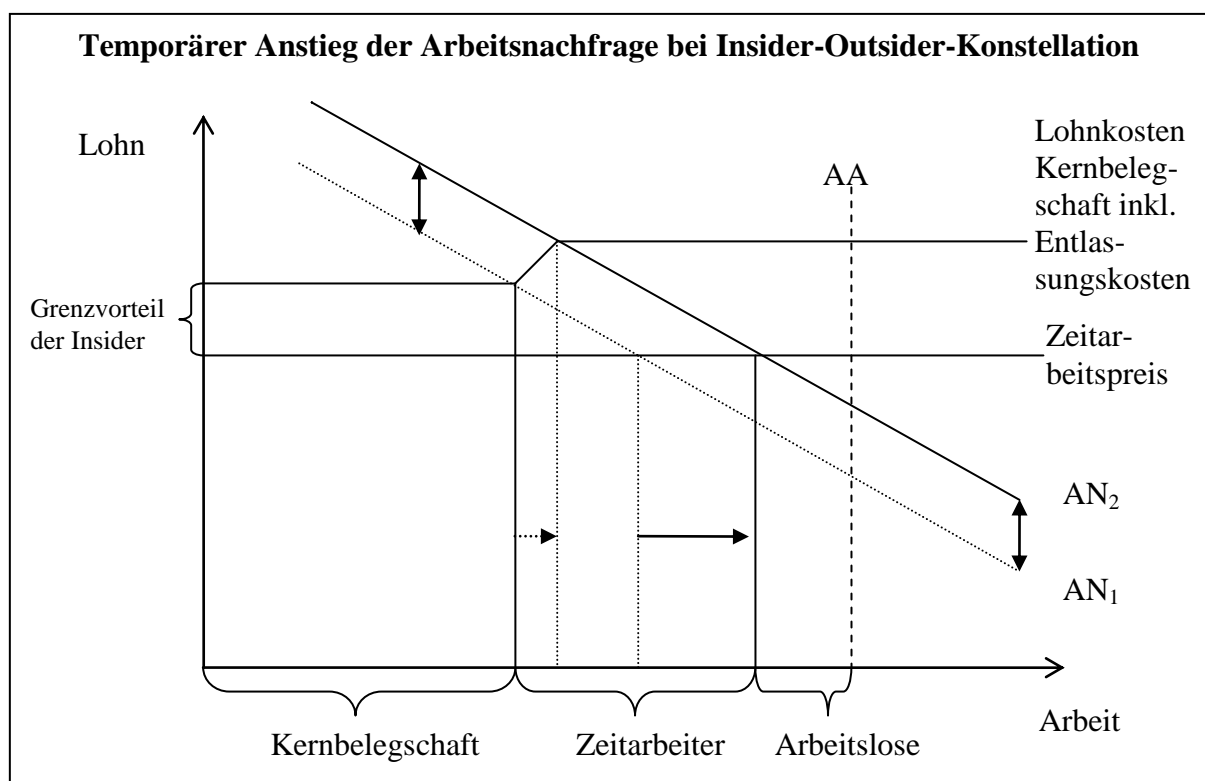 Temporärer Anstieg der Arbeitsnachfrage bei Insider-Outsider-Konstellation
Lohn
AA
Lohnkosten
Kernbeleg-
schaft inkl.
Entlas-
sungskosten
Grenzvorteil
der Insider
Zeitar-
beitspreis
AN₂
AN₁
Arbeit
Kernbelegschaft
Zeitarbeiter
Arbeitslose